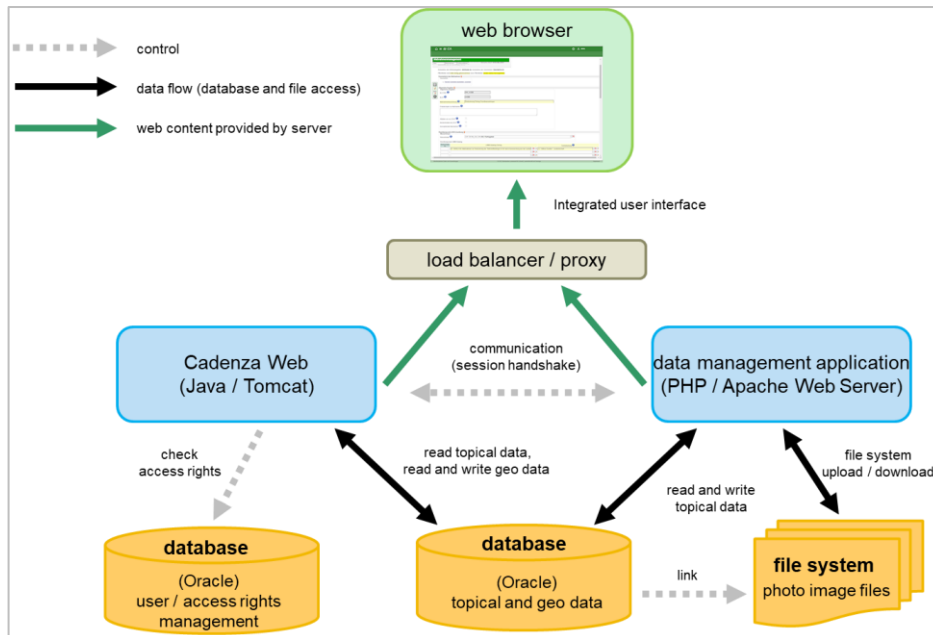 web browser
control
data flow (database and file access)
web content provided by server
Integrated user interface
load balancer / proxy
Cadenza Web
(Java / Tomcat)
communication
(session handshake)
data management application
(PHP / Apache Web Server)
check
access rights
read topical data,
read and write geo data
read and write
topical data
file system
upload / download
database
(Oracle)
user / access rights
management
database
(Oracle)
topical and geo data
link
file system
photo image files